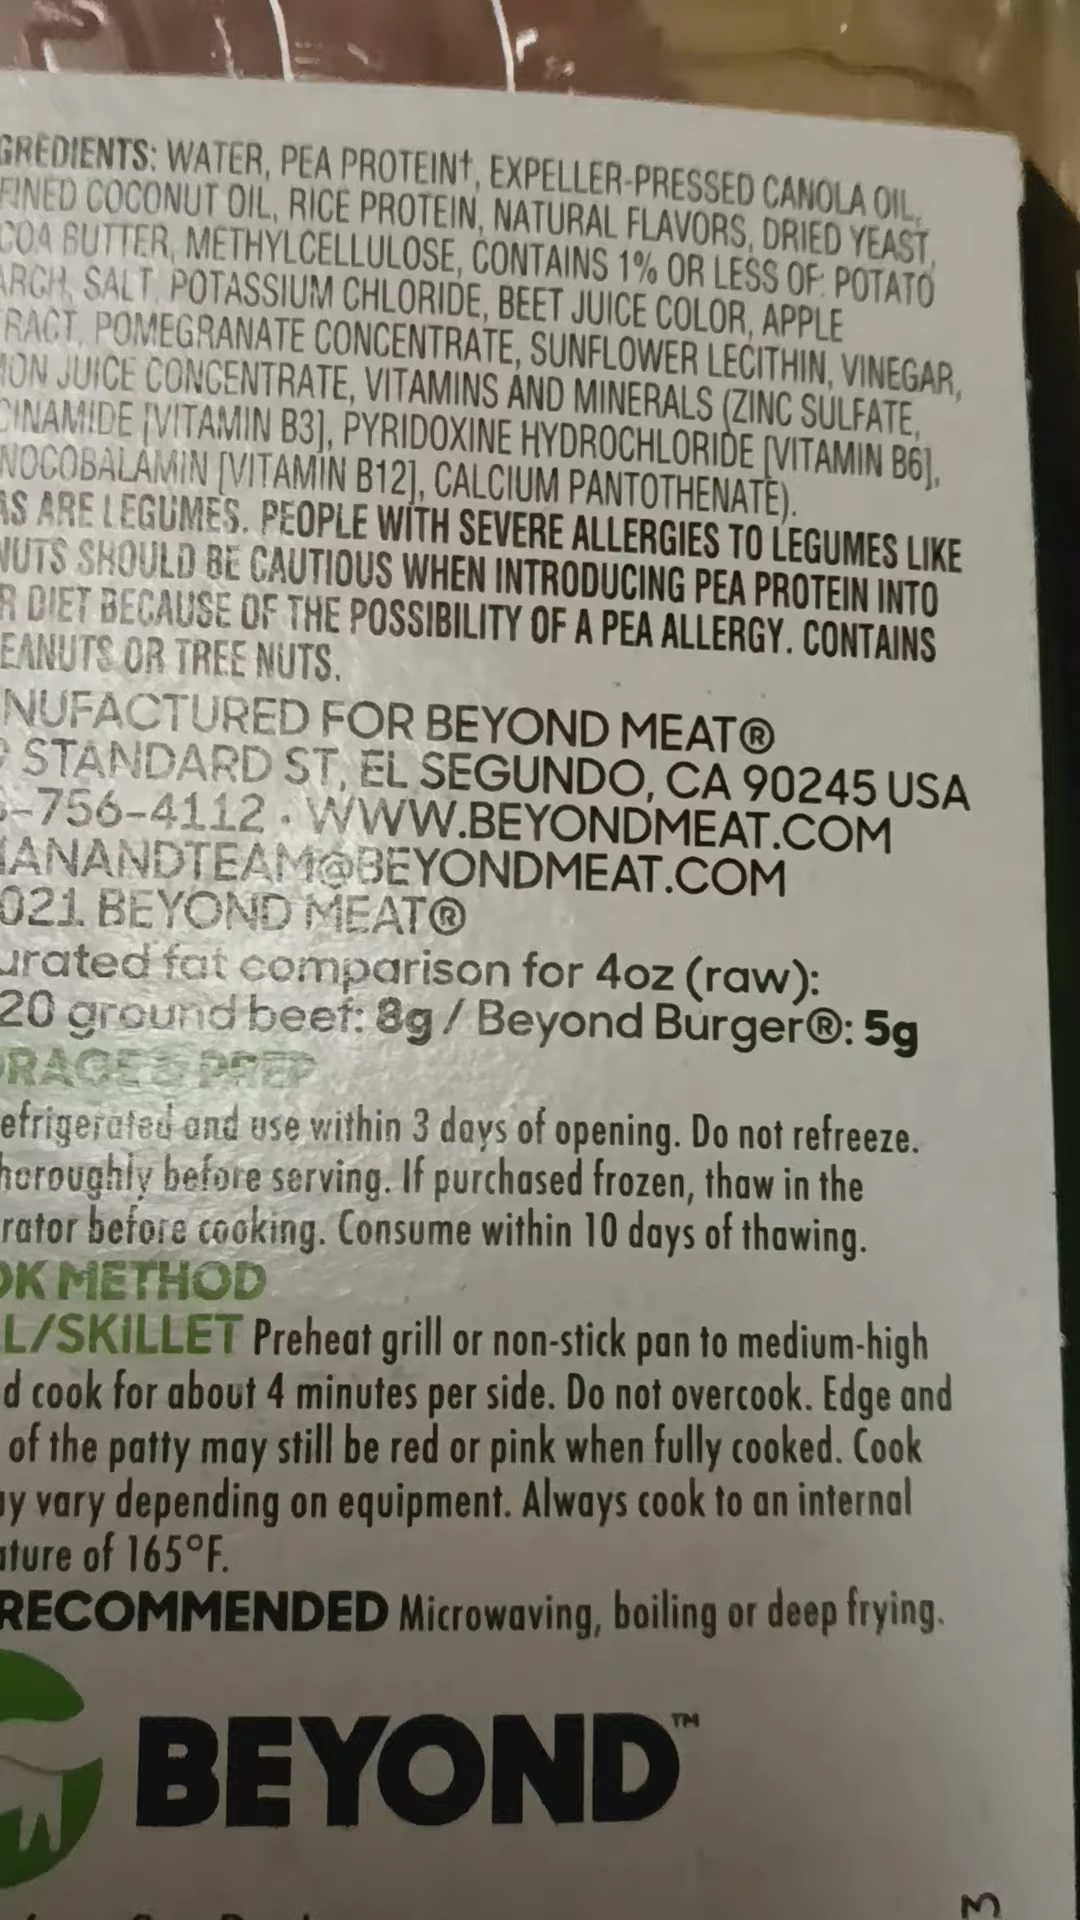 GREDIENTS: WATER, PEA PROTEIN†, EXPELLER-PRESSED CANOLA OIL,
FINED COCONUT OIL, RICE PROTEIN, NATURAL FLAVORS, DRIED YEAST,
COA BUTTER, METHYLCELLULOSE, CONTAINS 1% OR LESS OF: POTATO
ARCH, SALT, POTASSIUM CHLORIDE, BEET JUICE COLOR, APPLE
RACT, POMEGRANATE CONCENTRATE, SUNFLOWER LECITHIN, VINEGAR,
MON JUICE CONCENTRATE, VITAMINS AND MINERALS (ZINC SULFATE,
CINAMIDE [VITAMIN B3], PYRIDOXINE HYDROCHLORIDE [VITAMIN B6],
NOCOBALAMIN [VITAMIN B12], CALCIUM PANTOTHENATE).
AS ARE LEGUMES. PEOPLE WITH SEVERE ALLERGIES TO LEGUMES LIKE
NUTS SHOULD BE CAUTIOUS WHEN INTRODUCING PEA PROTEIN INTO
R DIET BECAUSE OF THE POSSIBILITY OF A PEA ALLERGY. CONTAINS
EANUTS OR TREE NUTS.
NUFACTURED FOR BEYOND MEAT®
STANDARD ST, EL SEGUNDO, CA 90245 USA
-756-4112 · WWW.BEYONDMEAT.COM
HANANDTEAM@BEYONDMEAT.COM
021 BEYOND MEAT®
urated fat comparison for 4oz (raw):
20 ground beef: 8g / Beyond Burger®: 5g
ORAGE & PREP
efrigerated and use within 3 days of opening. Do not refreeze.
horoughly before serving. If purchased frozen, thaw in the
rator before cooking. Consume within 10 days of thawing.
OK METHOD
L/SKILLET Preheat grill or non-stick pan to medium-high
d cook for about 4 minutes per side. Do not overcook. Edge and
of the patty may still be red or pink when fully cooked. Cook
ay vary depending on equipment. Always cook to an internal
ature of 165°F.
RECOMMENDED Microwaving, boiling or deep frying.
BEYOND™
3